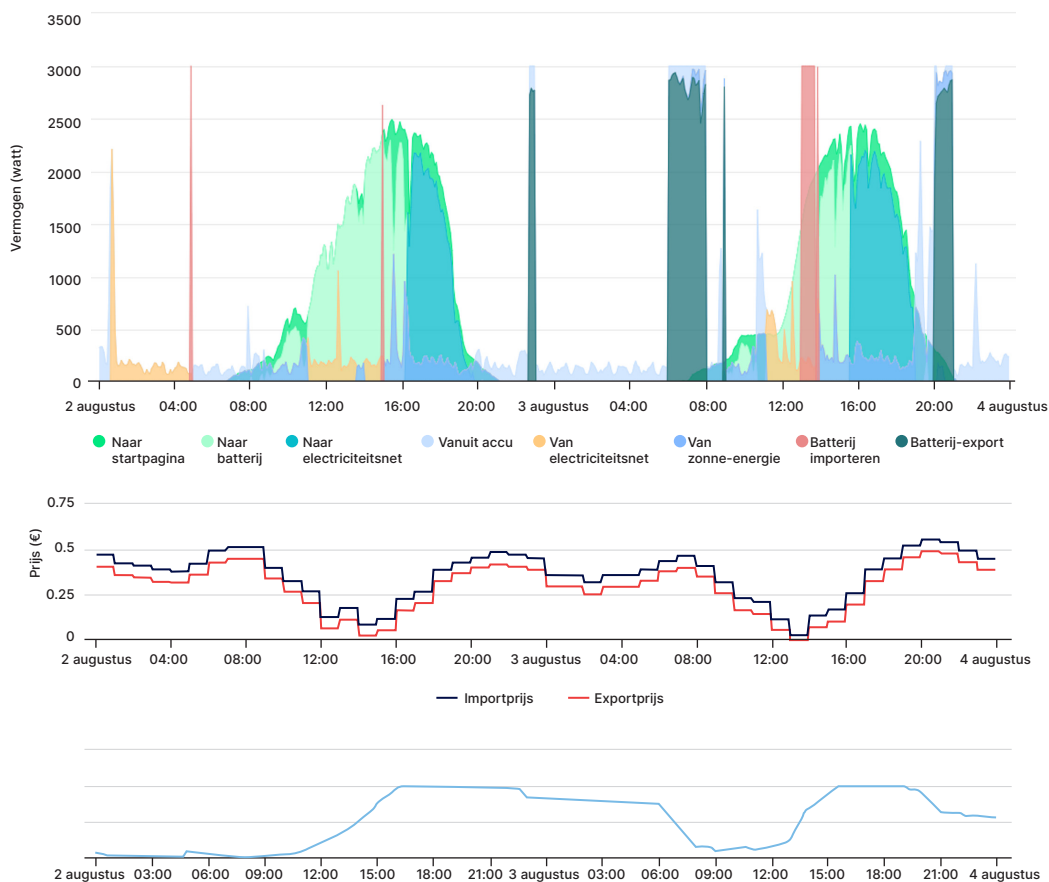 3500
3000
2500
2000
1500
1000
500
0
Vermogen (watt)
2 augustus 04:00 08:00 12:00 16:00 20:00 3 augustus 04:00 08:00 12:00 16:00 20:00 4 augustus
Naar startpagina
Naar batterij
Naar electriciteitsnet
Vanuit accu
Van electriciteitsnet
Van zonne-energie
Batterij importeren
Batterij-export
0.75
0.5
0.25
0
Prijs (€)
2 augustus 04:00 08:00 12:00 16:00 20:00 3 augustus 04:00 08:00 12:00 16:00 20:00 4 augustus
Importprijs Exportprijs
2 augustus 03:00 06:00 09:00 12:00 15:00 18:00 21:00 3 augustus 03:00 06:00 09:00 12:00 15:00 18:00 21:00 4 augustus